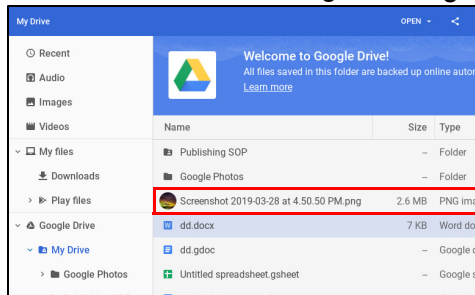 My Drive OPEN
Recent
Audio
Images
Videos
My files
Downloads
Play files
Google Drive
My Drive
Google Photos
Welcome to Google Drive!
All files saved in this folder are backed up online
Learn more
Name Size Type
Publishing SOP – Folder
Google Photos – Folder
Screenshot 2019-03-28 at 4.50.50 PM.png 2.6 MB PNG
dd.docx 7 KB Word
dd.gdoc – Google
Untitled spreadsheet.gsheet – Google